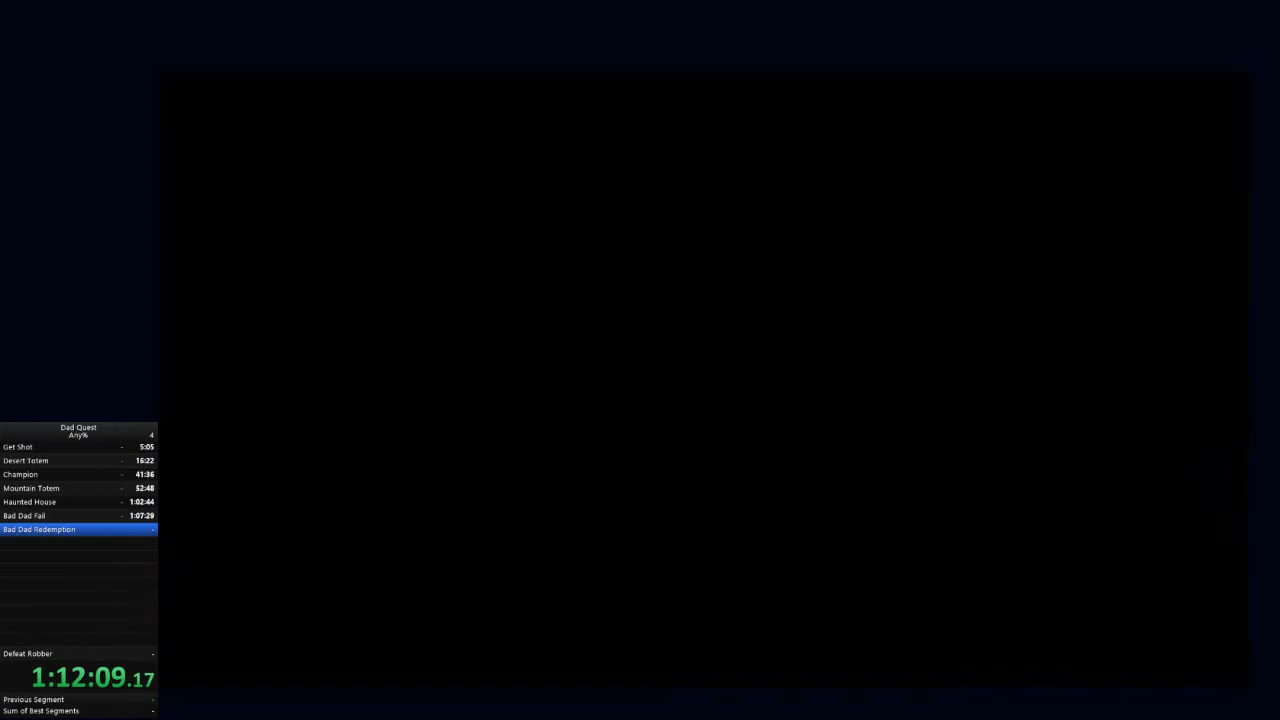 Dad Quest
Any% 4
Get Shot - 5:05
Desert Totem - 16:22
Champion - 41:36
Mountain Totem - 52:48
Haunted House - 1:02:44
Bad Dad Fail - 1:07:29
Bad Dad Redemption -
Defeat Robber -
1:12:09.17
Previous Segment -
Sum of Best Segments -